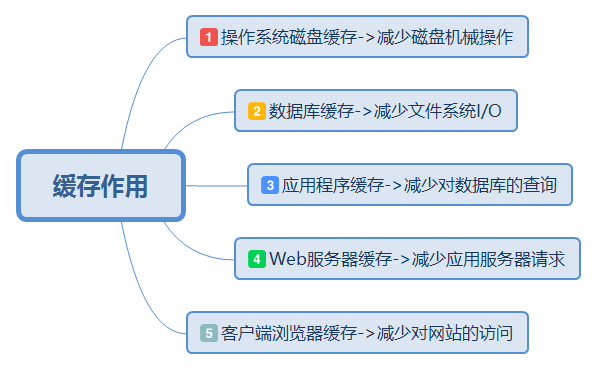 1 操作系统磁盘缓存->减少磁盘机械操作
2 数据库缓存->减少文件系统I/O
缓存作用
3 应用程序缓存->减少对数据库的查询
4 Web服务器缓存->减少应用服务器请求
5 客户端浏览器缓存->减少对网站的访问